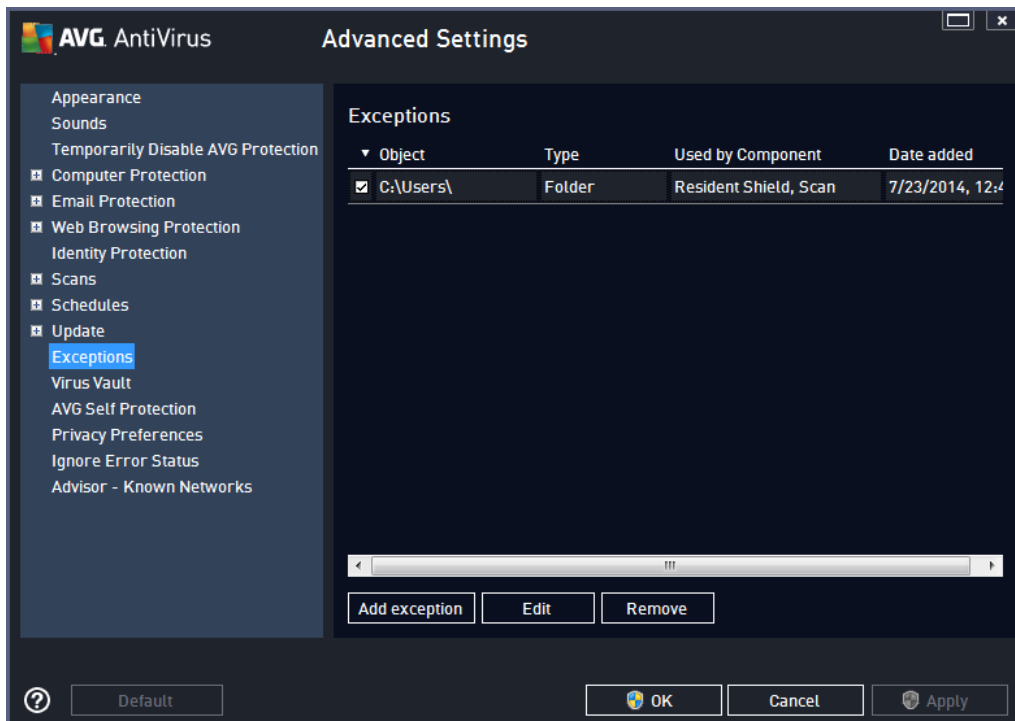 AVG. AntiVirus
Advanced Settings
Appearance
Sounds
Temporarily Disable AVG Protection
Computer Protection
Email Protection
Web Browsing Protection
Identity Protection
Scans
Schedules
Update
Exceptions
Virus Vault
AVG Self Protection
Privacy Preferences
Ignore Error Status
Advisor - Known Networks
Exceptions
Object Type Used by Component Date added
C:\Users\ Folder Resident Shield, Scan 7/23/2014, 12:4
Add exception Edit Remove
Default OK Cancel Apply